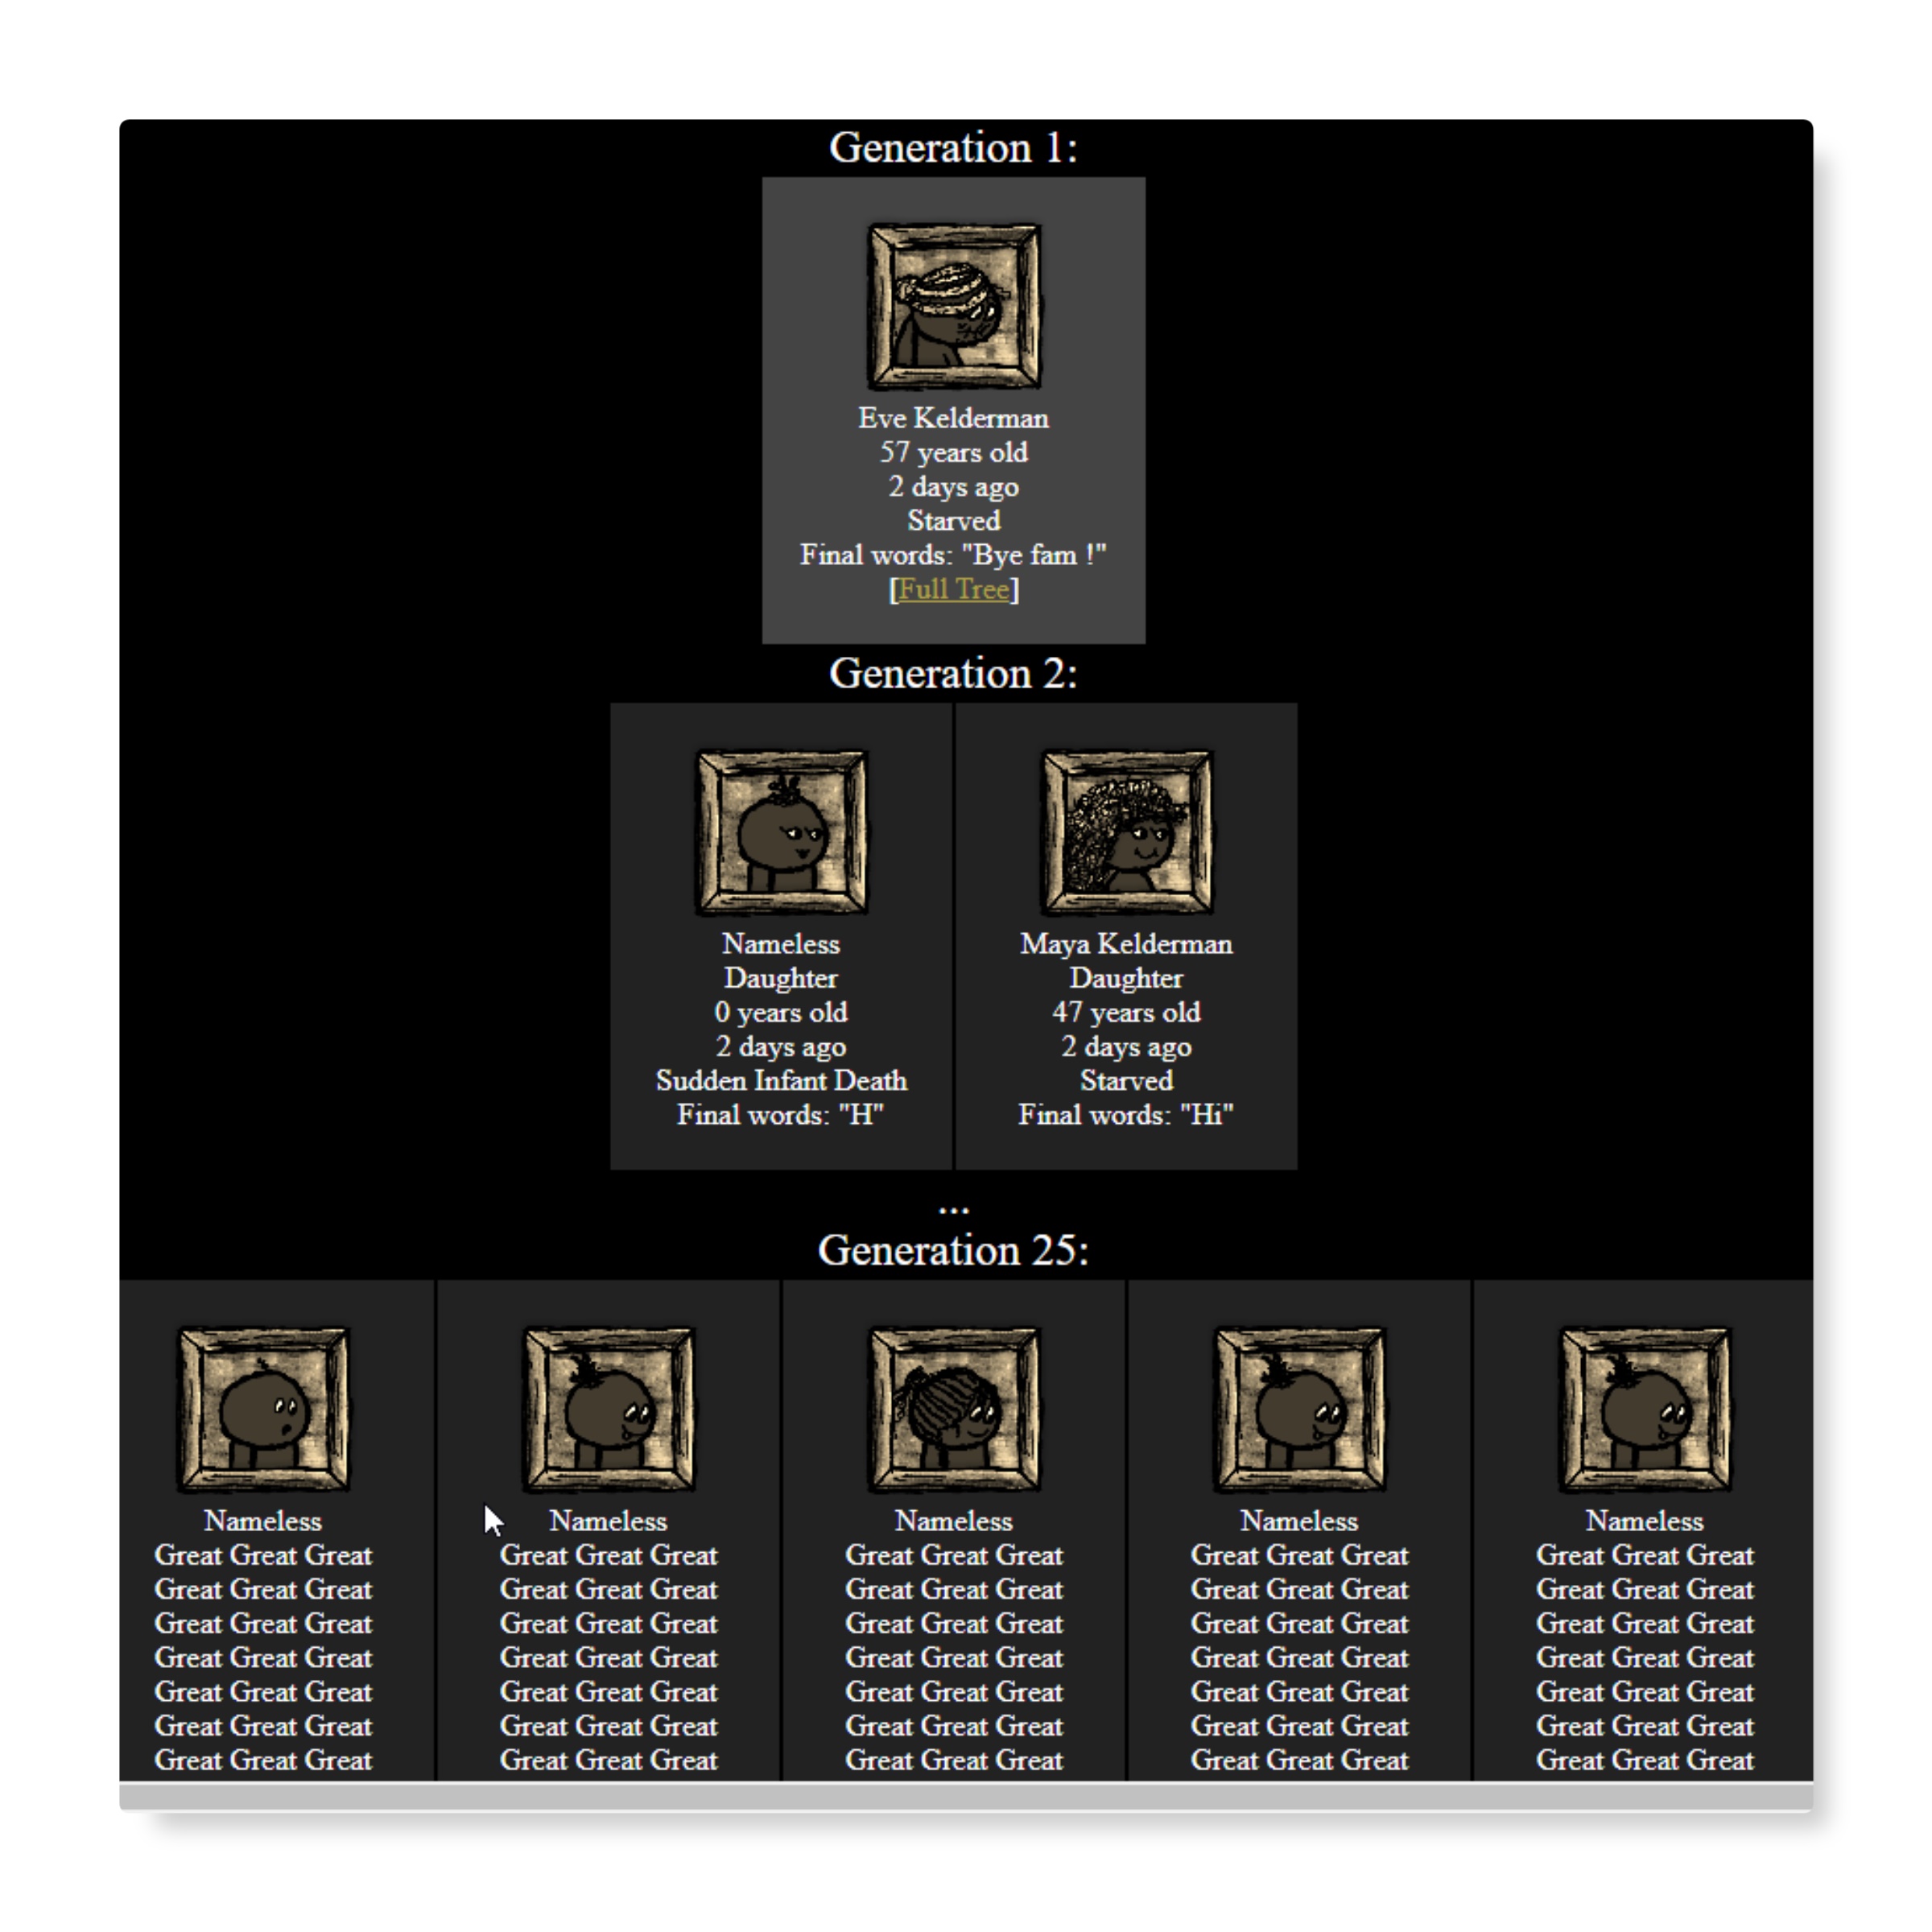 Generation 1:
Eve Kelderman
57 years old
2 days ago
Starved
Final words: "Bye fam !"
[Full Tree]
Generation 2:
Nameless
Daughter
0 years old
2 days ago
Sudden Infant Death
Final words: "H"
Maya Kelderman
Daughter
47 years old
2 days ago
Starved
Final words: "Hi"
...
Generation 25:
Nameless
Great Great Great
Great Great Great
Great Great Great
Great Great Great
Great Great Great
Great Great Great
Great Great Great
Nameless
Great Great Great
Great Great Great
Great Great Great
Great Great Great
Great Great Great
Great Great Great
Great Great Great
Nameless
Great Great Great
Great Great Great
Great Great Great
Great Great Great
Great Great Great
Great Great Great
Great Great Great
Nameless
Great Great Great
Great Great Great
Great Great Great
Great Great Great
Great Great Great
Great Great Great
Great Great Great
Nameless
Great Great Great
Great Great Great
Great Great Great
Great Great Great
Great Great Great
Great Great Great
Great Great Great